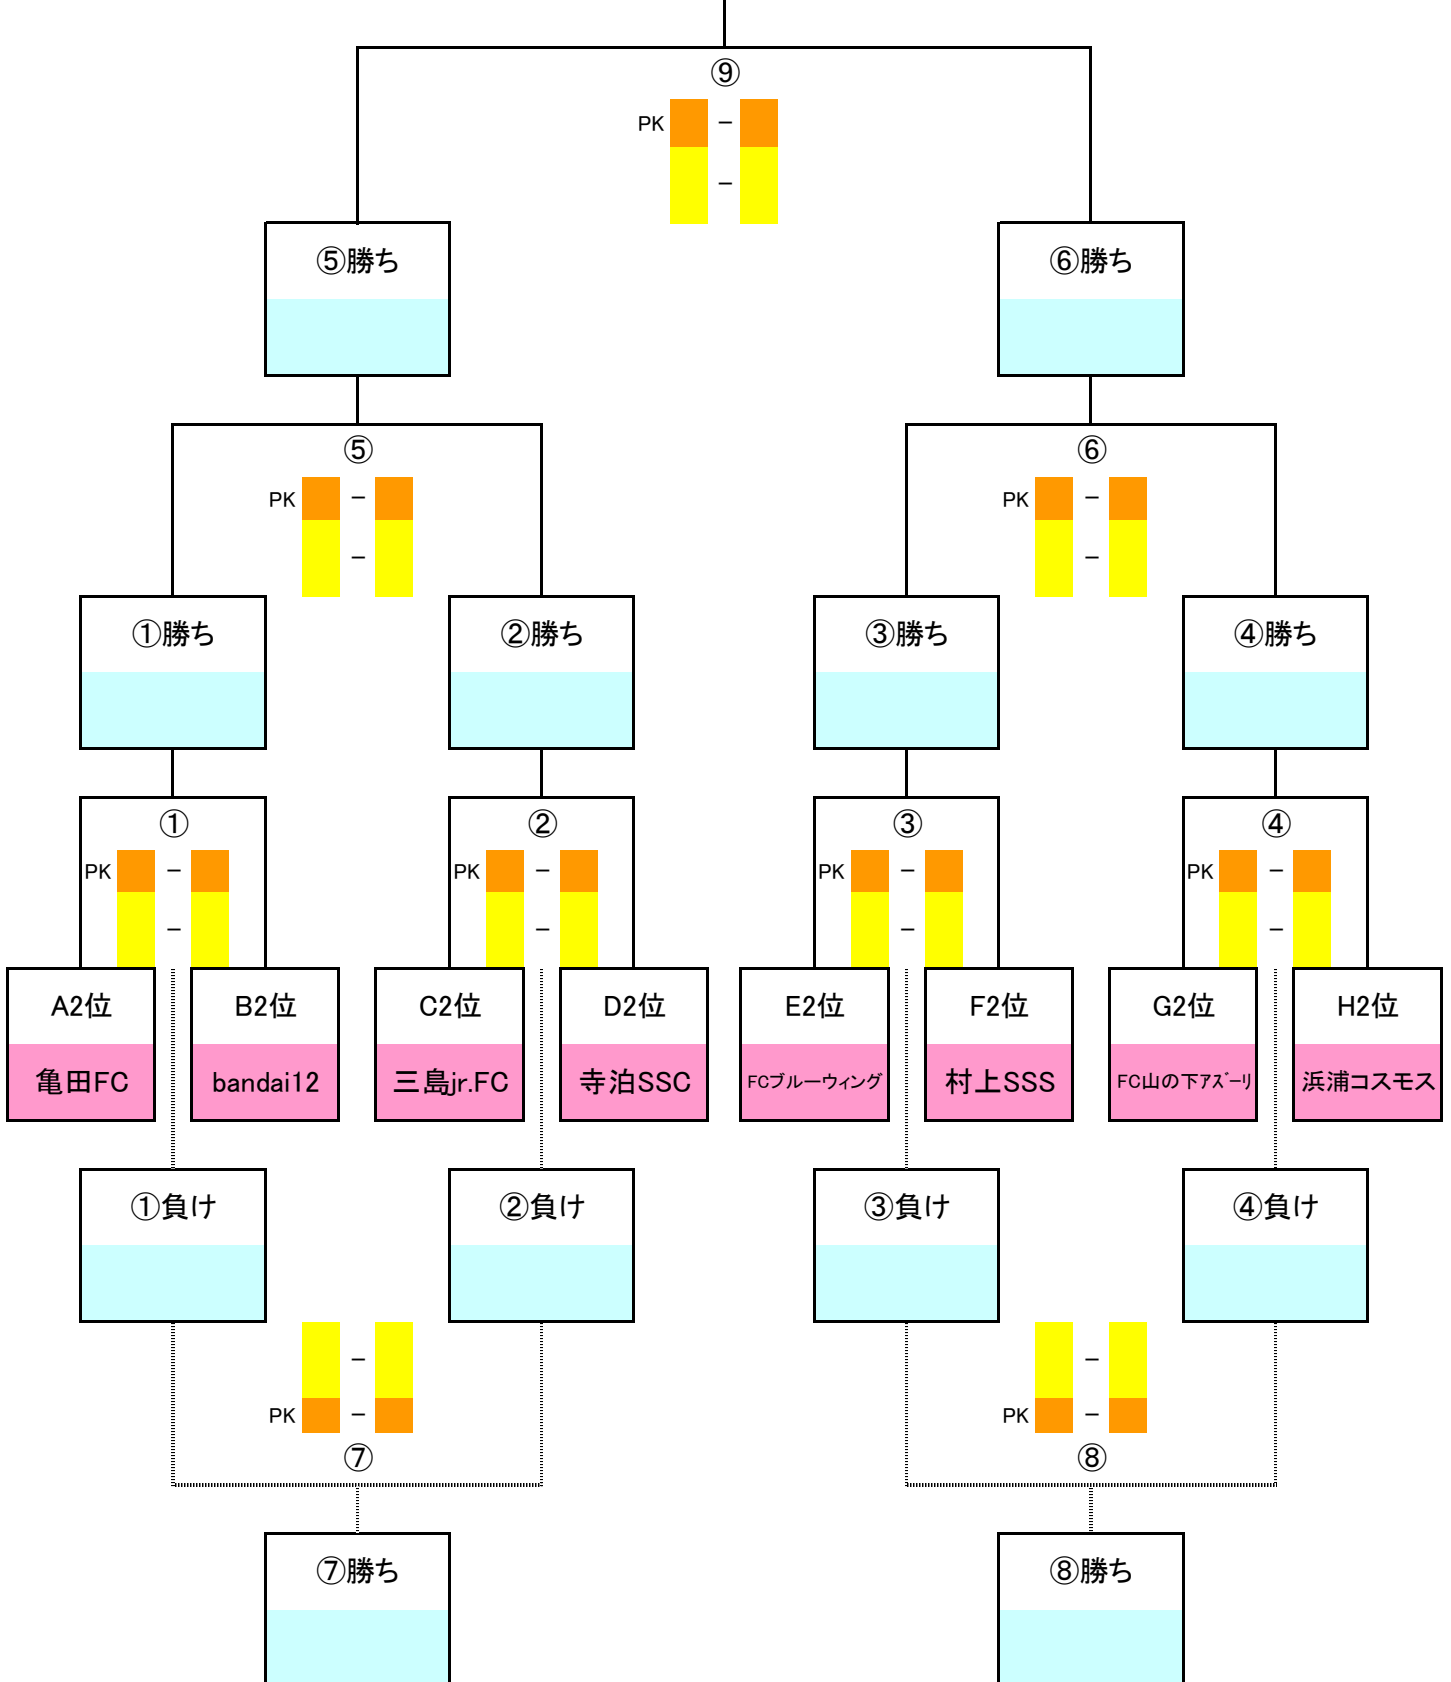 ⑨
PK － －
⑤勝ち ⑥勝ち
⑤ ⑥
PK － PK －
－ －
①勝ち ②勝ち ③勝ち ④勝ち
① ② ③ ④
PK － PK － PK － PK －
－ － － －
A2位 B2位 C2位 D2位 E2位 F2位 G2位 H2位
亀田FC bandai12 三島jr.FC 寺泊SSC FCブルーウィング 村上SSS FC山の下ｱｽﾞｰﾘ 浜浦コスモス
①負け ②負け ③負け ④負け
－ －
PK － PK －
⑦ ⑧
⑦勝ち ⑧勝ち